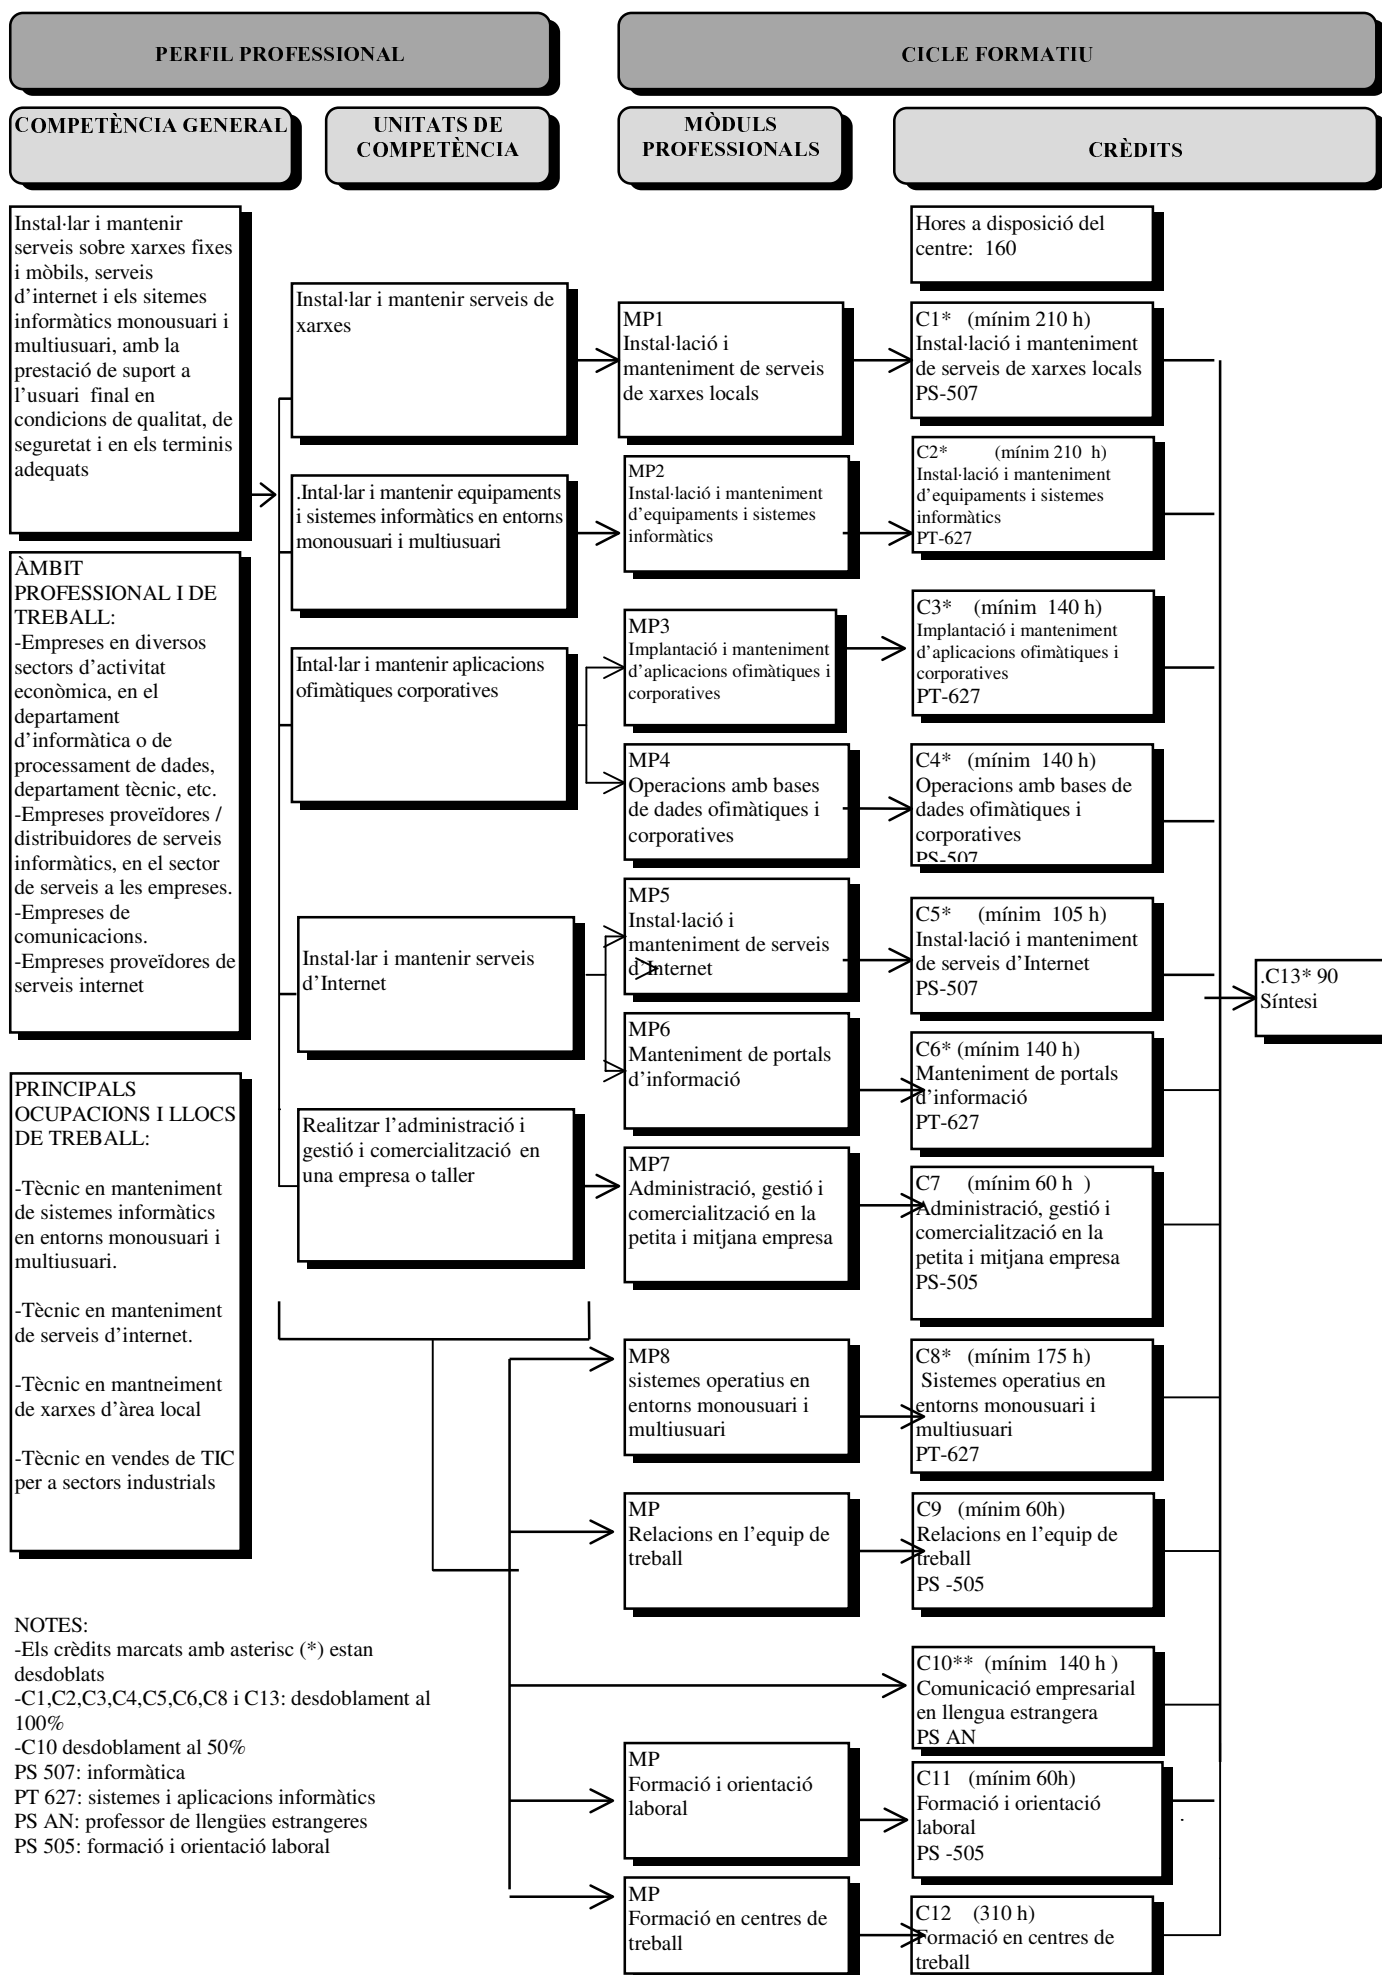 PERFIL PROFESSIONAL
CICLE FORMATIU
COMPETÈNCIA GENERAL
UNITATS DE
COMPETÈNCIA
MÒDULS
PROFESSIONALS
CRÈDITS
Instal·lar i mantenir
serveis sobre xarxes fixes
i mòbils, serveis
d’internet i els sitemes
informàtics monousuari i
multiusuari, amb la
prestació de suport a
l’usuari final en
condicions de qualitat, de
seguretat i en els terminis
adequats
ÀMBIT
PROFESSIONAL I DE
TREBALL:
-Empreses en diversos
sectors d’activitat
econòmica, en el
departament
d’informàtica o de
processament de dades,
departament tècnic, etc.
-Empreses proveïdores /
distribuidores de serveis
informàtics, en el sector
de serveis a les empreses.
-Empreses de
comunicacions.
-Empreses proveïdores de
serveis internet
PRINCIPALS
OCUPACIONS I LLOCS
DE TREBALL:
-Tècnic en manteniment
de sistemes informàtics
en entorns monousuari i
multiusuari.
-Tècnic en manteniment
de serveis d’internet.
-Tècnic en mantneiment
de xarxes d’àrea local
-Tècnic en vendes de TIC
per a sectors industrials
Instal·lar i mantenir serveis de
xarxes
.Intal·lar i mantenir equipaments
i sistemes informàtics en entorns
monousuari i multiusuari
Intal·lar i mantenir aplicacions
ofimàtiques corporatives
Instal·lar i mantenir serveis
d’Internet
Realitzar l’administració i
gestió i comercialització en
una empresa o taller
MP1
Instal·lació i
manteniment de serveis
de xarxes locals
MP2
Instal·lació i manteniment
d’equipaments i sistemes
informàtics
MP3
Implantació i manteniment
d’aplicacions ofimàtiques i
corporatives
MP4
Operacions amb bases
de dades ofimàtiques i
corporatives
MP5
Instal·lació i
manteniment de serveis
d’Internet
MP6
Manteniment de portals
d’informació
MP7
Administració, gestió i
comercialització en la
petita i mitjana empresa
MP8
sistemes operatius en
entorns monousuari i
multiusuari
MP
Relacions en l’equip de
treball
MP
Formació i orientació
laboral
MP
Formació en centres de
treball
Hores a disposició del
centre: 160
C1* (mínim 210 h)
Instal·lació i manteniment
de serveis de xarxes locals
PS-507
C2* (mínim 210 h)
Instal·lació i manteniment
d’equipaments i sistemes
informàtics
PT-627
C3* (mínim 140 h)
Implantació i manteniment
d’aplicacions ofimàtiques i
corporatives
PT-627
C4* (mínim 140 h)
Operacions amb bases de
dades ofimàtiques i
corporatives
PS-507
C5* (mínim 105 h)
Instal·lació i manteniment
de serveis d’Internet
PS-507
C6* (mínim 140 h)
Manteniment de portals
d’informació
PT-627
C7 (mínim 60 h )
Administració, gestió i
comercialització en la
petita i mitjana empresa
PS-505
C8* (mínim 175 h)
Sistemes operatius en
entorns monousuari i
multiusuari
PT-627
C9 (mínim 60h)
Relacions en l’equip de
treball
PS -505
C10** (mínim 140 h )
Comunicació empresarial
en llengua estrangera
PS AN
C11 (mínim 60h)
Formació i orientació
laboral
PS -505
C12 (310 h)
Formació en centres de
treball
.C13* 90
Síntesi
NOTES:
-Els crèdits marcats amb asterisc (*) estan
desdoblats
-C1,C2,C3,C4,C5,C6,C8 i C13: desdoblament al
100%
-C10 desdoblament al 50%
PS 507: informàtica
PT 627: sistemes i aplicacions informàtics
PS AN: professor de llengües estrangeres
PS 505: formació i orientació laboral